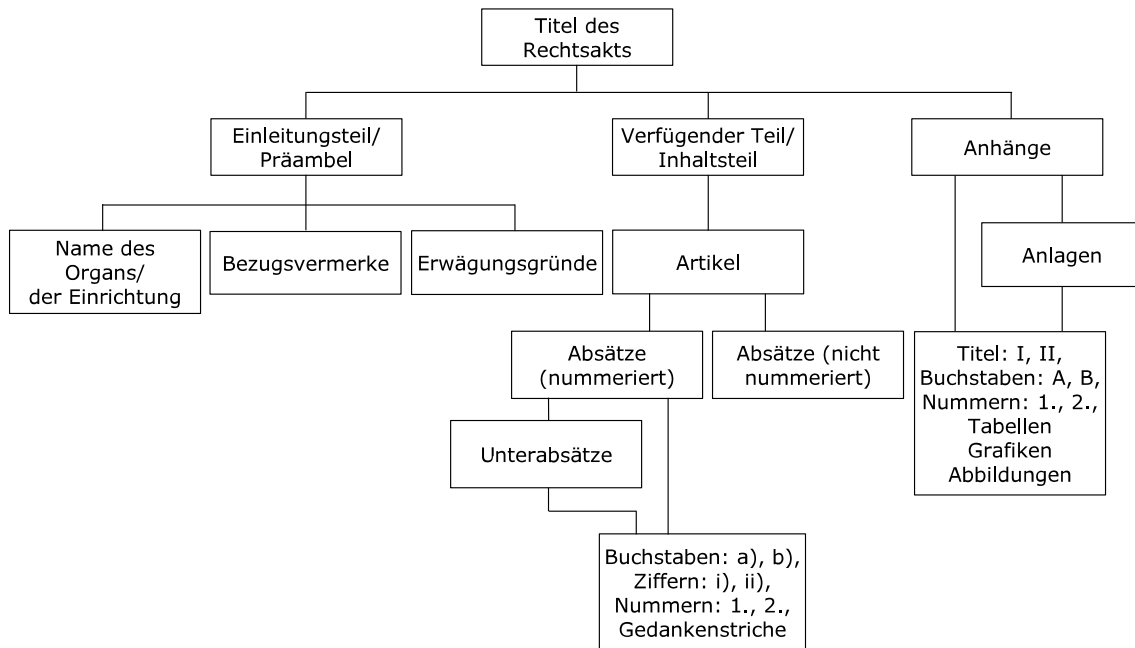 Titel des
Rechtsakts
Einleitungsteil/
Präambel
Verfügender Teil/
Inhaltsteil
Anhänge
Name des
Organs/
der Einrichtung
Bezugsvermerke
Erwägungsgründe
Artikel
Anlagen
Absätze
(nummeriert)
Absätze (nicht
nummeriert)
Titel: I, II,
Buchstaben: A, B,
Nummern: 1., 2.,
Tabellen
Grafiken
Abbildungen
Unterabsätze
Buchstaben: a), b),
Ziffern: i), ii),
Nummern: 1., 2.,
Gedankenstriche